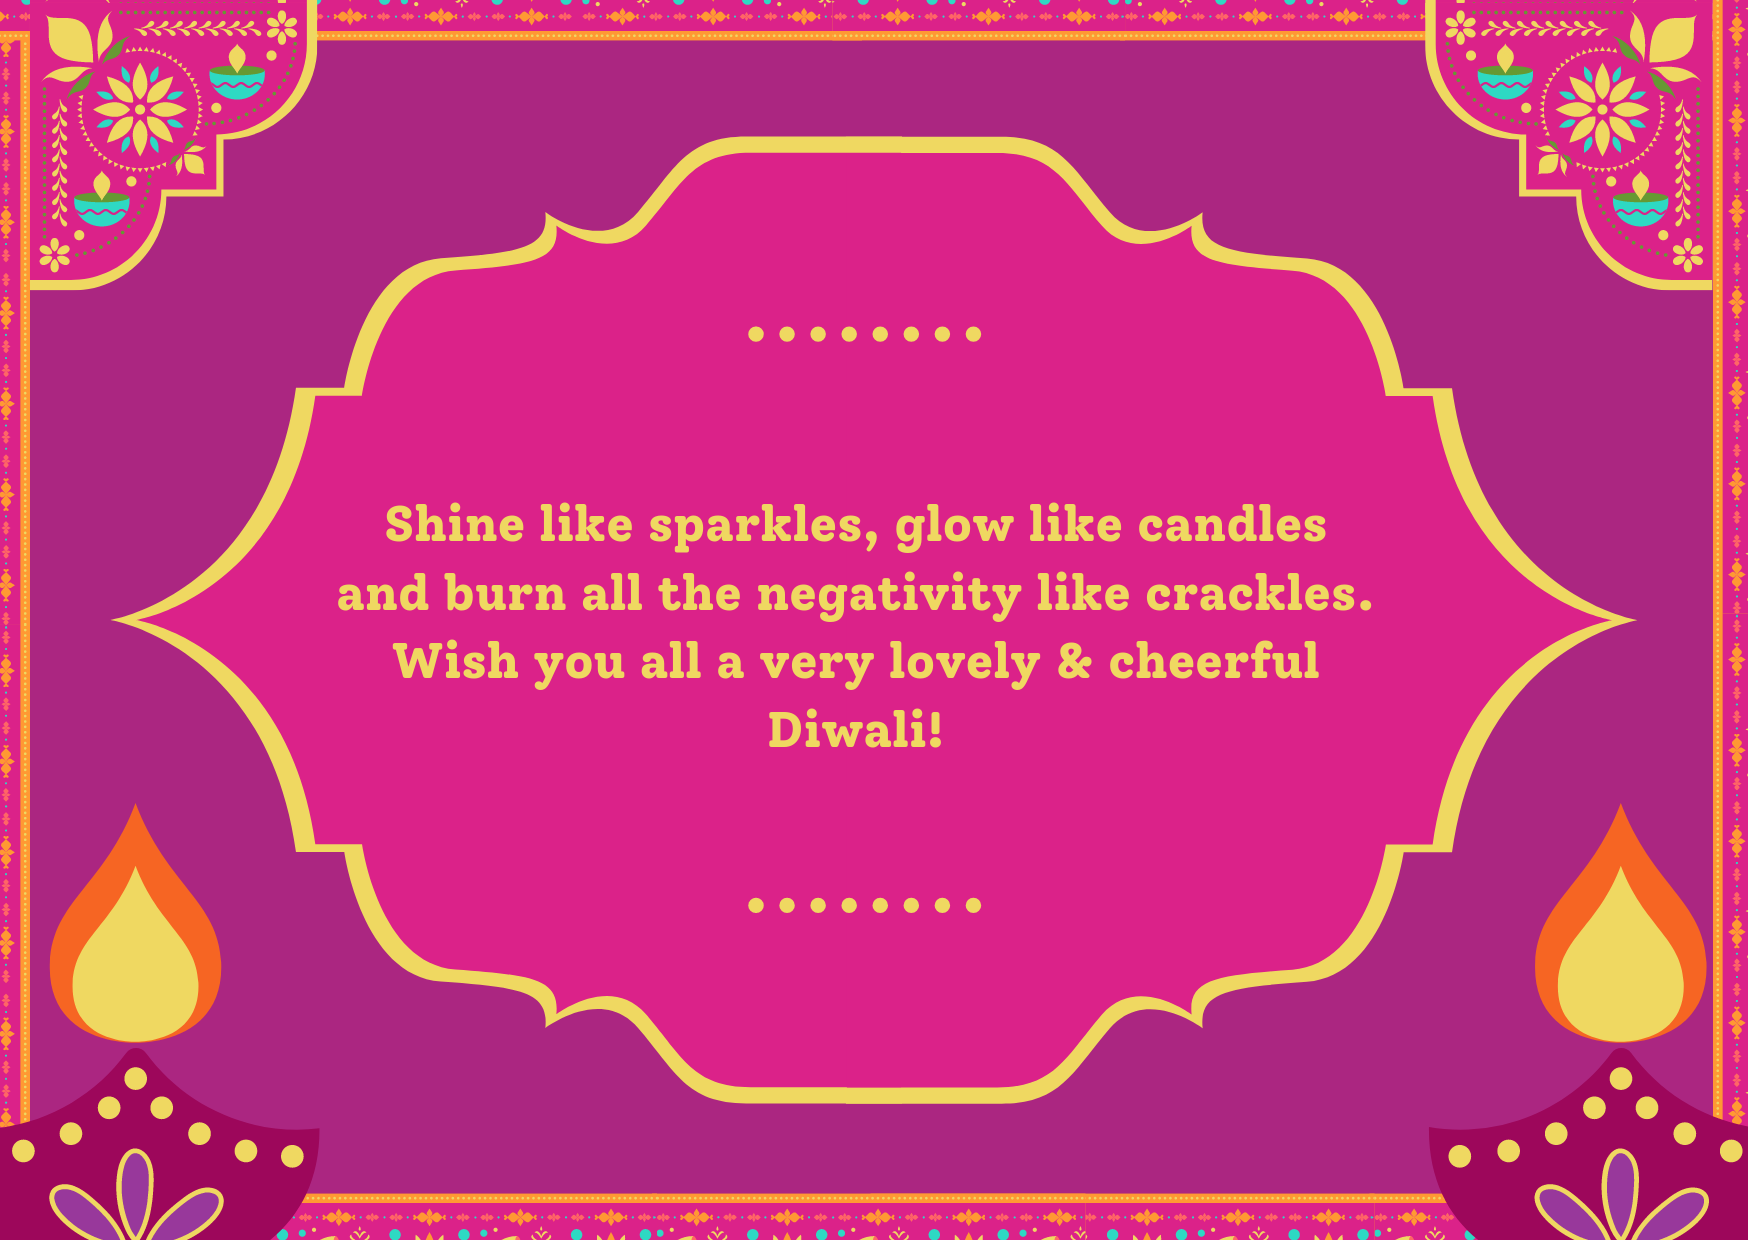 Shine like sparkles, glow like candles
and burn all the negativity like crackles.
Wish you all a very lovely & cheerful
Diwali!